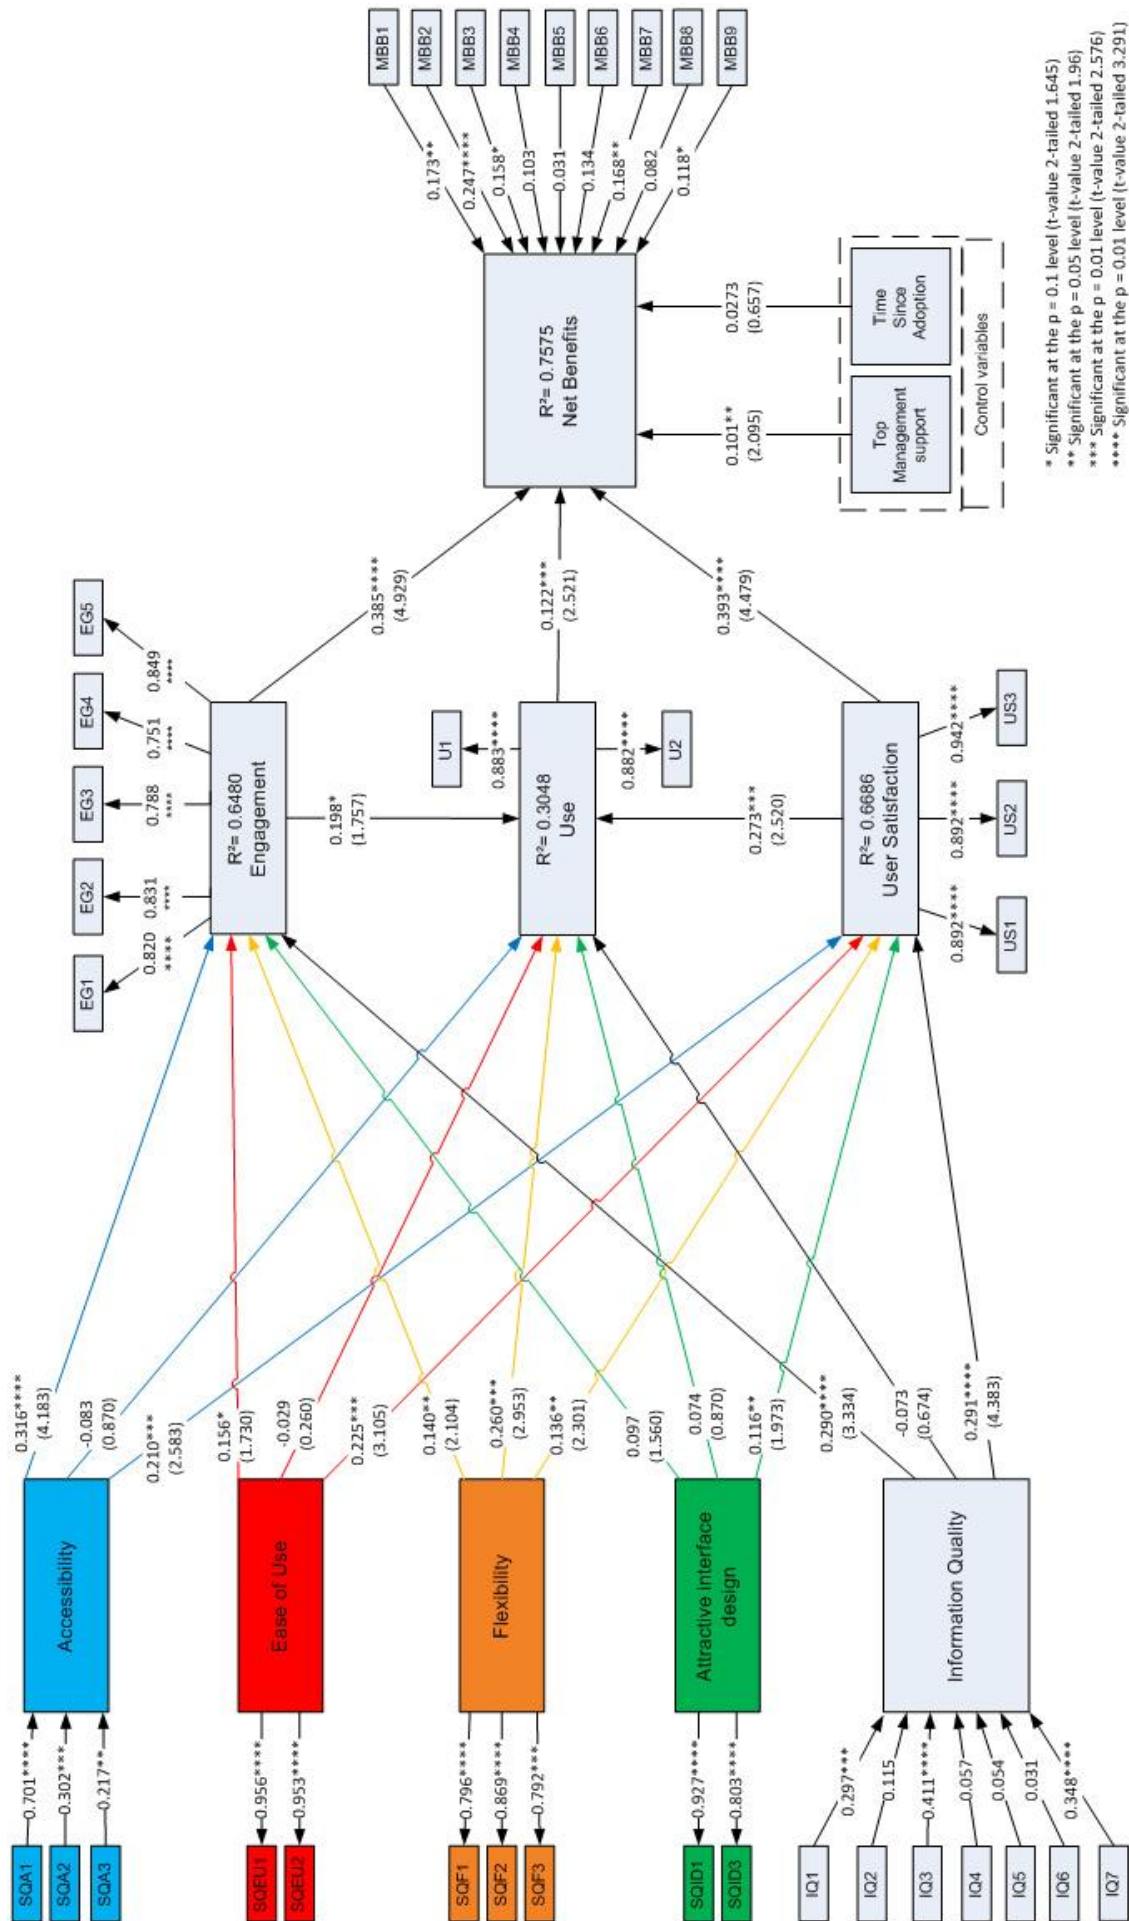 SQA1
SQA2
SQA3
0.701****
0.302***
0.217**
Accessibility
0.316****
(4.183)
-0.083
(0.870)
0.210***
(2.583)
SQEU1
SQEU2
0.956****
0.953****
Ease of Use
0.156*
(1.730)
-0.029
(0.260)
0.225***
(3.105)
SQF1
SQF2
SQF3
0.796****
0.869****
0.792****
Flexibility
0.140**
(2.104)
0.260***
(2.953)
0.136**
(2.301)
SQID1
SQID3
0.927****
0.803****
Attractive interface
design
0.097
(1.560)
0.074
(0.870)
0.116**
(1.973)
IQ1
IQ2
IQ3
IQ4
IQ5
IQ6
IQ7
0.297***
0.115
0.411****
0.057
0.054
0.031
0.348****
Information Quality
0.290****
(3.334)
-0.073
(0.674)
0.291****
(4.383)
EG1
EG2
EG3
EG4
EG5
0.820
****
0.831
****
0.788
****
0.751
****
0.849
****
R²= 0.6480
Engagement
0.198*
(1.757)
U1
0.883****
R²= 0.3048
Use
0.882****
U2
0.273***
(2.520)
R²= 0.6686
User Satisfaction
0.892****
0.892****
0.942****
US1
US2
US3
0.385****
(4.929)
0.122***
(2.521)
0.393****
(4.479)
R²= 0.7575
Net Benefits
0.173**
0.247****
0.158*
0.103
0.031
0.134
0.168**
0.082
0.118*
MBB1
MBB2
MBB3
MBB4
MBB5
MBB6
MBB7
MBB8
MBB9
0.101**
(2.095)
0.0273
(0.657)
Top
Management
support
Time
Since
Adoption
Control variables
* Significant at the p = 0.1 level (t-value 2-tailed 1.645)
** Significant at the p = 0.05 level (t-value 2-tailed 1.96)
*** Significant at the p = 0.01 level (t-value 2-tailed 2.576)
**** Significant at the p = 0.01 level (t-value 2-tailed 3.291)